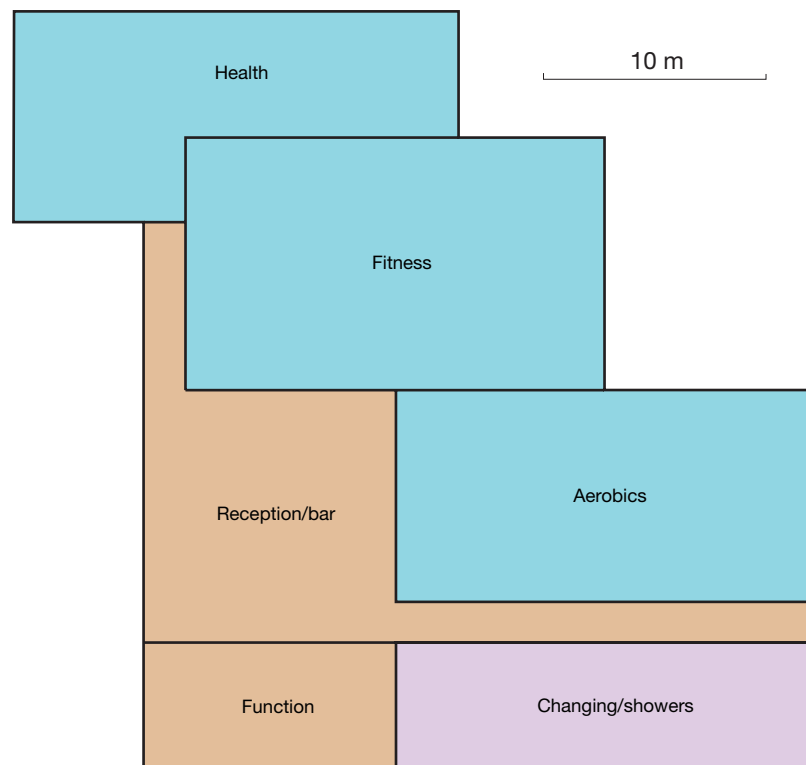 Health
10 m
Fitness
Aerobics
Reception/bar
Function
Changing/showers